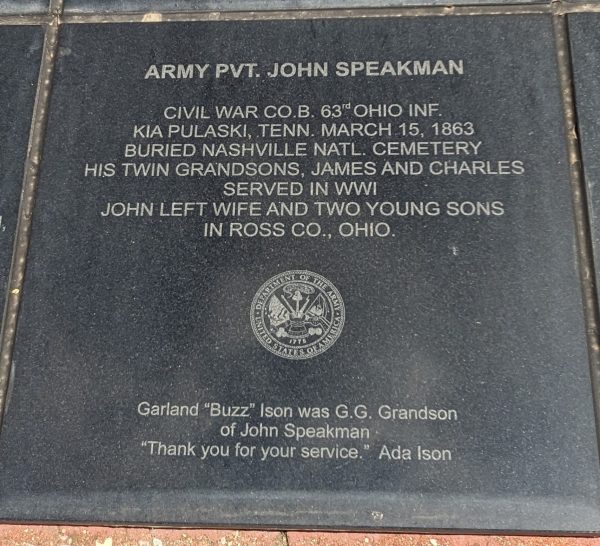 ARMY PVT. JOHN SPEAKMAN
CIVIL WAR CO.B. 63rd OHIO INF.
KIA PULASKI, TENN. MARCH 15, 1863
BURIED NASHVILLE NATL. CEMETERY
HIS TWIN GRANDSONS, JAMES AND CHARLES
SERVED IN WWI
JOHN LEFT WIFE AND TWO YOUNG SONS
IN ROSS CO., OHIO.
DEPARTMENT OF THE ARMY
1775
UNITED STATES OF AMERICA
Garland “Buzz” Ison was G.G. Grandson
of John Speakman
“Thank you for your service.” Ada Ison